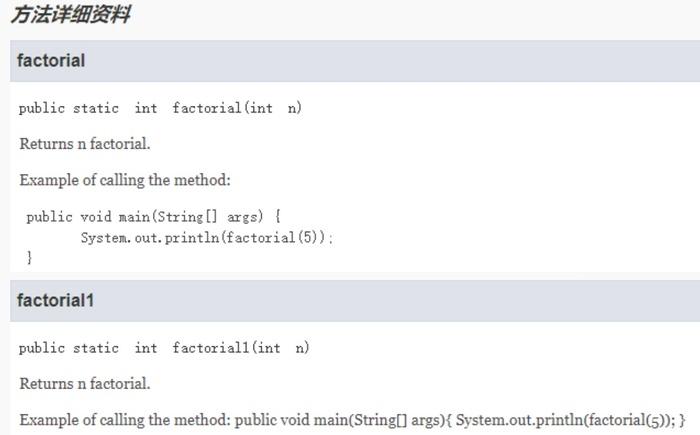 方法详细资料
factorial
public static int factorial(int n)
Returns n factorial.
Example of calling the method:
public void main(String[] args) {
System.out.println(factorial(5));
}
factorial1
public static int factorial1(int n)
Returns n factorial.
Example of calling the method: public void main(String[] args){ System.out.println(factorial(5)); }